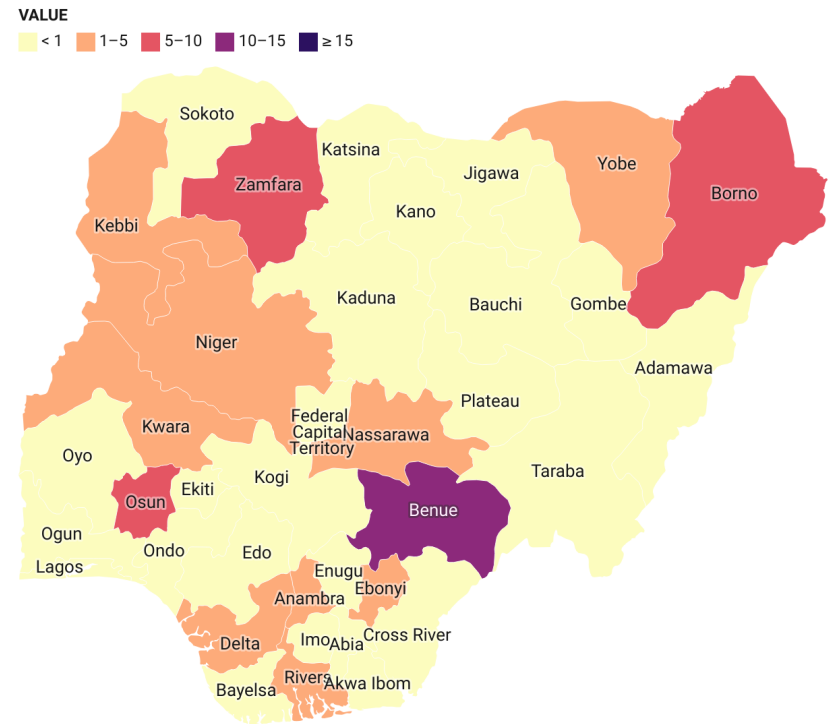 VALUE
< 1 1–5 5–10 10–15 ≥ 15
Sokoto
Katsina
Jigawa
Yobe
Zamfara
Borno
Kano
Kebbi
Kaduna
Bauchi
Gombe
Niger
Adamawa
Plateau
Federal
Capital
Territory
Nassarawa
Kwara
Oyo
Taraba
Kogi
Ekiti
Osun
Benue
Ogun
Ondo
Edo
Lagos
Enugu
Ebonyi
Anambra
Cross River
Imo
Abia
Delta
Rivers
Akwa Ibom
Bayelsa